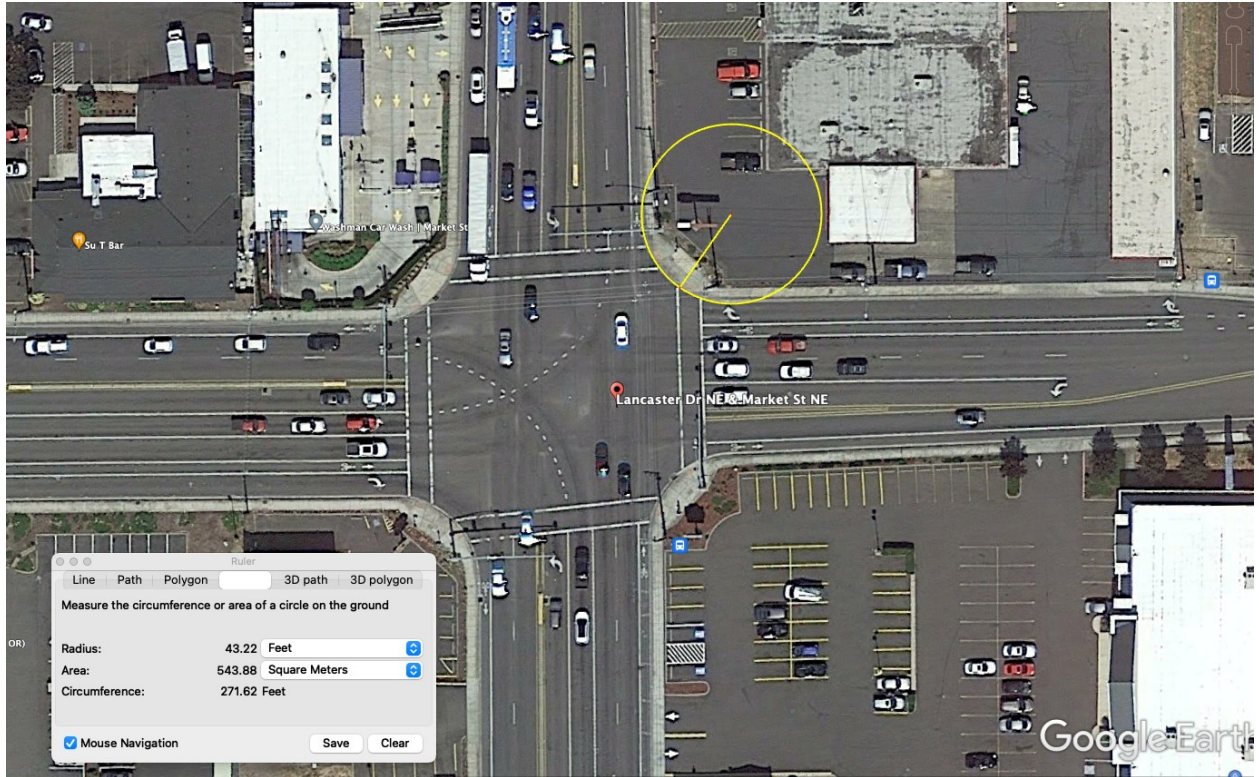 Washman Car Wash | Market St
Su T Bar
Lancaster Dr NE & Market St NE
Ruler
Line Path Polygon 3D path 3D polygon
Measure the circumference or area of a circle on the ground
OR)
Radius: 43.22 Feet
Area: 543.88 Square Meters
Circumference: 271.62 Feet
Mouse Navigation Save Clear
Google Earth